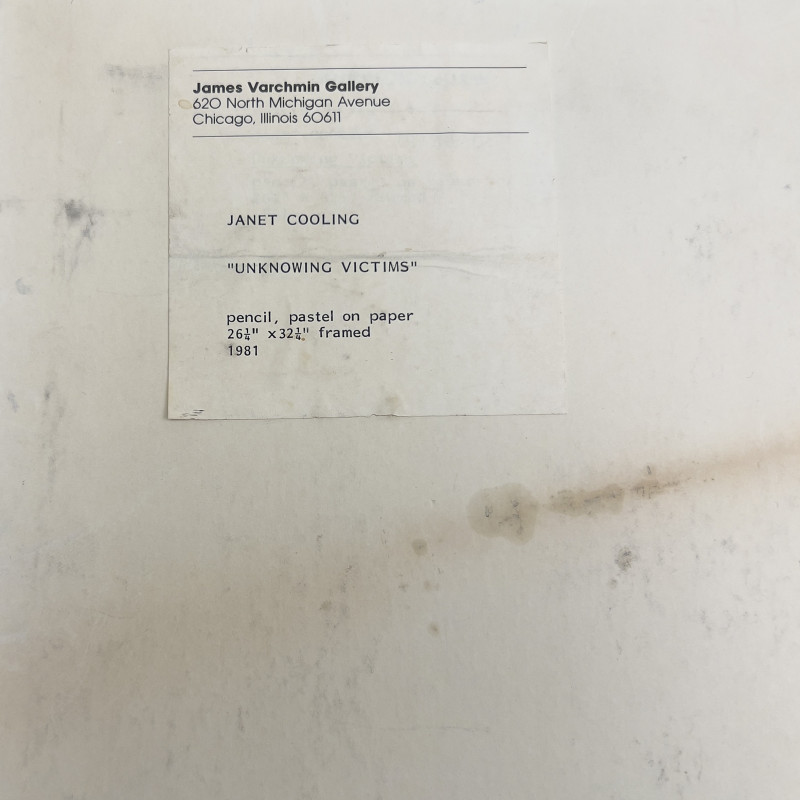 James Varchmin Gallery
620 North Michigan Avenue
Chicago, Illinois 60611
JANET COOLING
"UNKNOWING VICTIMS"
pencil, pastel on paper
26¼" x32¼" framed
1981